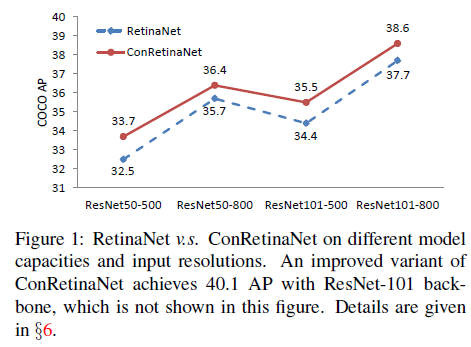 40
39
38
37
36
35
34
33
32
31
COCO AP
RetinaNet
ConRetinaNet
33.7
36.4
35.5
38.6
32.5
35.7
34.4
37.7
ResNet50-500 ResNet50-800 ResNet101-500 ResNet101-800
Figure 1: RetinaNet v.s. ConRetinaNet on different model
capacities and input resolutions. An improved variant of
ConRetinaNet achieves 40.1 AP with ResNet-101 back-
bone, which is not shown in this figure. Details are given
in §6.